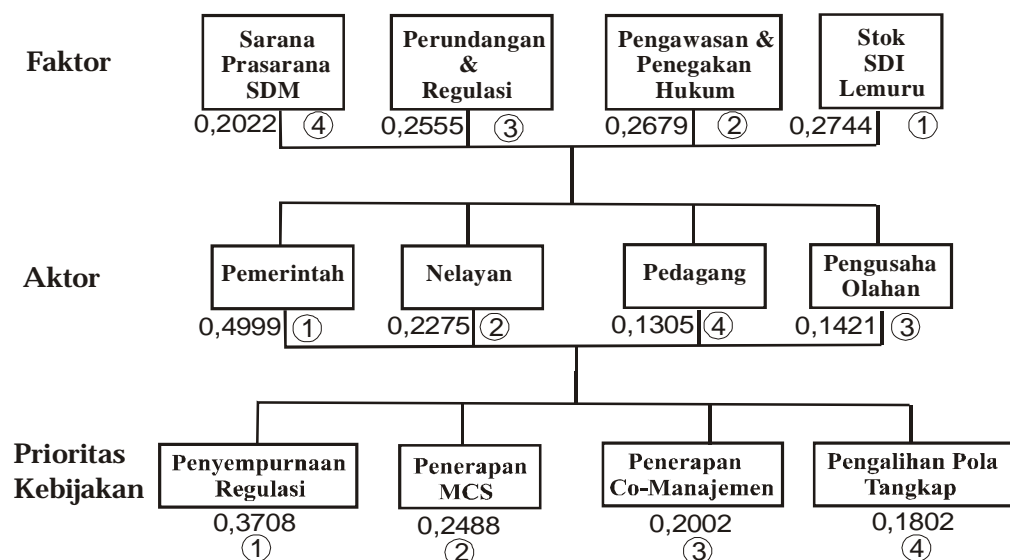 Faktor
Sarana
Prasarana
SDM
Perundangan
&
Regulasi
Pengawasan &
Penegakan
Hukum
Stok
SDI
Lemuru
0,2022 4
0,2555 3
0,2679 2
0,2744 1
Aktor
Pemerintah
Nelayan
Pedagang
Pengusaha
Olahan
0,4999 1
0,2275 2
0,1305 4
0,1421 3
Prioritas
Kebijakan
Penyempurnaan
Regulasi
Penerapan
MCS
Penerapan
Co-Manajemen
Pengalihan Pola
Tangkap
0,3708
1
0,2488
2
0,2002
3
0,1802
4